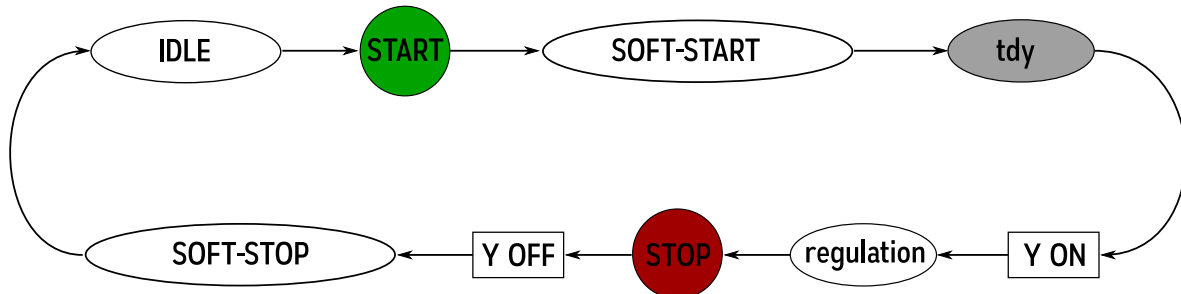 IDLE
START
SOFT-START
tdy
SOFT-STOP
Y OFF
STOP
regulation
Y ON